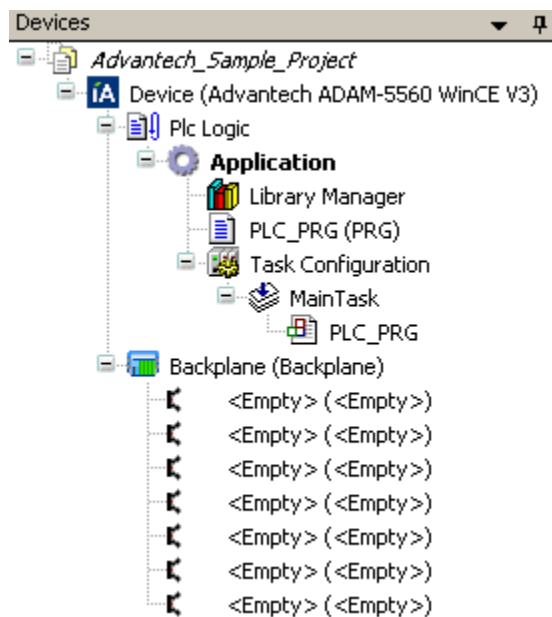 Devices
Advantech_Sample_Project
iA Device (Advantech ADAM-5560 WinCE V3)
Plc Logic
Application
Library Manager
PLC_PRG (PRG)
Task Configuration
MainTask
PLC_PRG
Backplane (Backplane)
<Empty> (<Empty>)
<Empty> (<Empty>)
<Empty> (<Empty>)
<Empty> (<Empty>)
<Empty> (<Empty>)
<Empty> (<Empty>)
<Empty> (<Empty>)